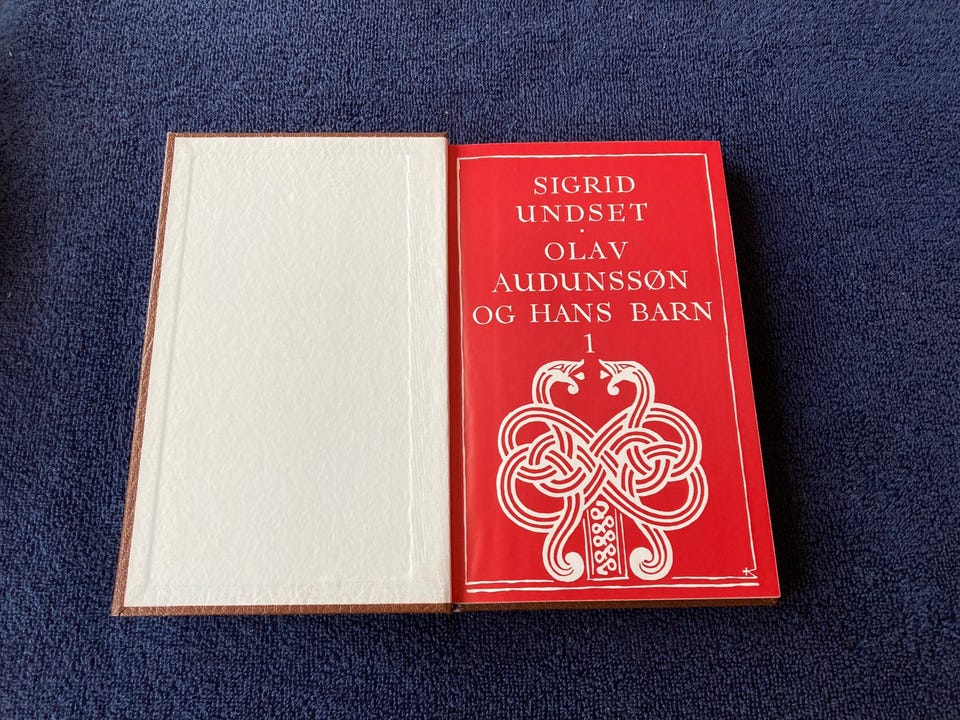 SIGRID
UNDSET
·
OLAV
AUDUNSSØN
OG HANS BARN
1